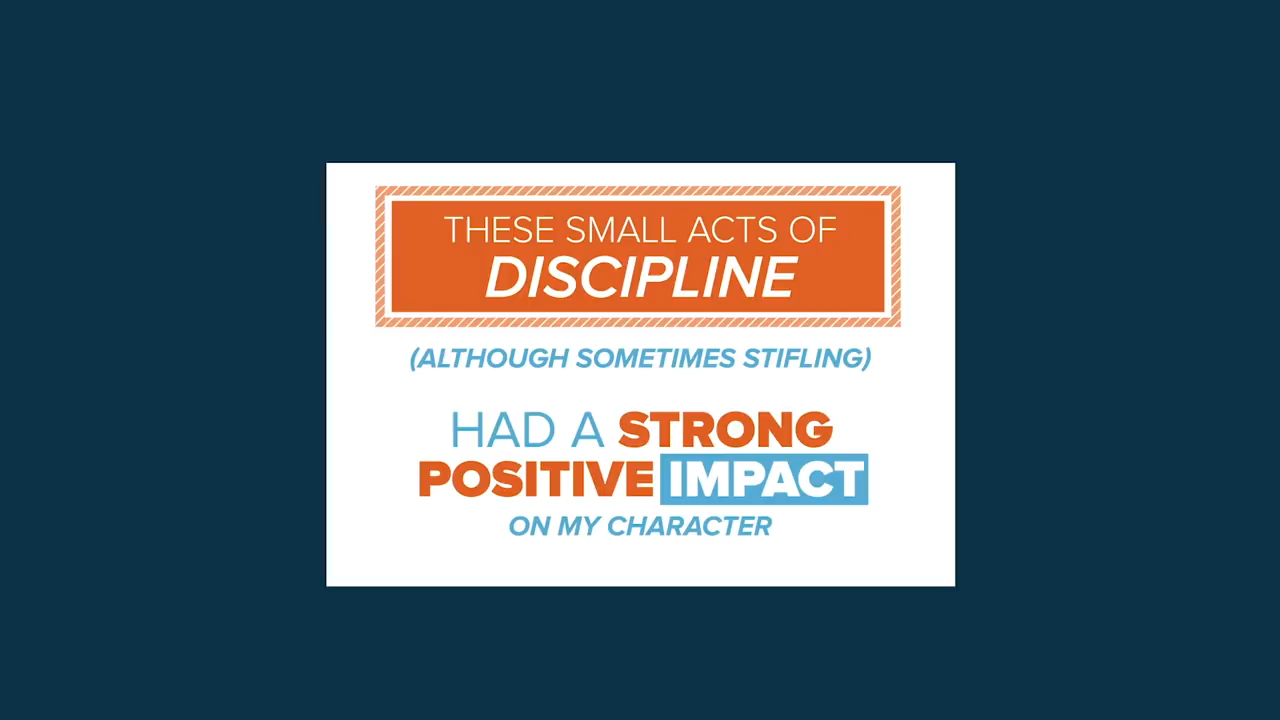 THESE SMALL ACTS OF
DISCIPLINE
(ALTHOUGH SOMETIMES STIFLING)
HAD A STRONG
POSITIVE IMPACT
ON MY CHARACTER